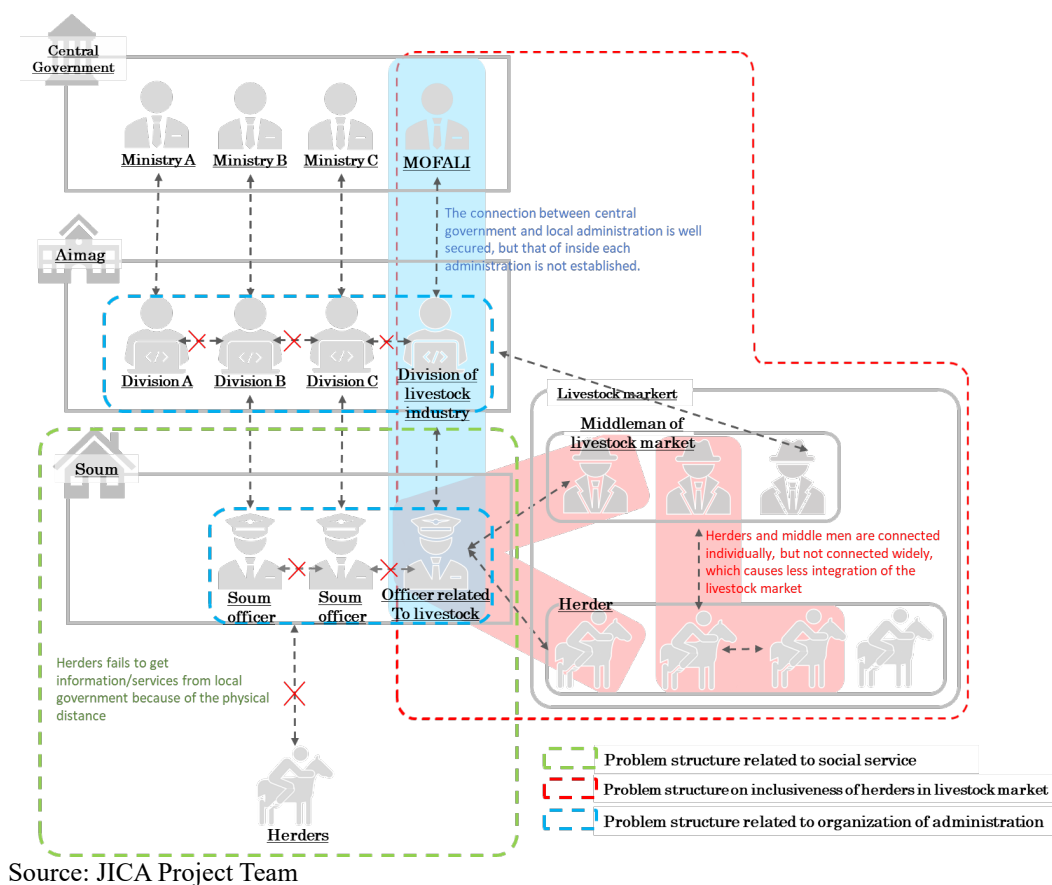 Central
Government
Ministry A
Ministry B
Ministry C
MOFALI
The connection between central
government and local administration is well
secured, but that of inside each
administration is not established.
Aimag
Division A
Division B
Division C
Division of
livestock
industry
Livestock markert
Middleman of
livestock market
Soum
Herders and middle men are connected
individually, but not connected widely,
which causes less integration of the
livestock market
Soum
officer
Soum
officer
Officer related
To livestock
Herder
Herders fails to get
information/services from local
government because of the physical
distance
Herders
Problem structure related to social service
Problem structure on inclusiveness of herders in livestock market
Problem structure related to organization of administration
Source: JICA Project Team